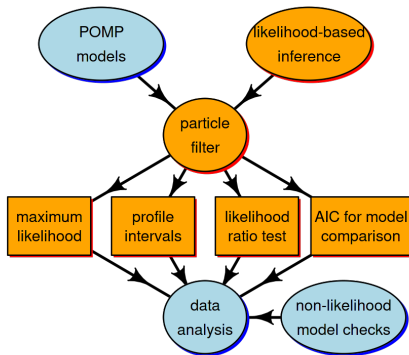 POMP
models
likelihood-based
inference
particle
filter
maximum
likelihood
profile
intervals
likelihood
ratio test
AIC for model
comparison
data
analysis
non-likelihood
model checks